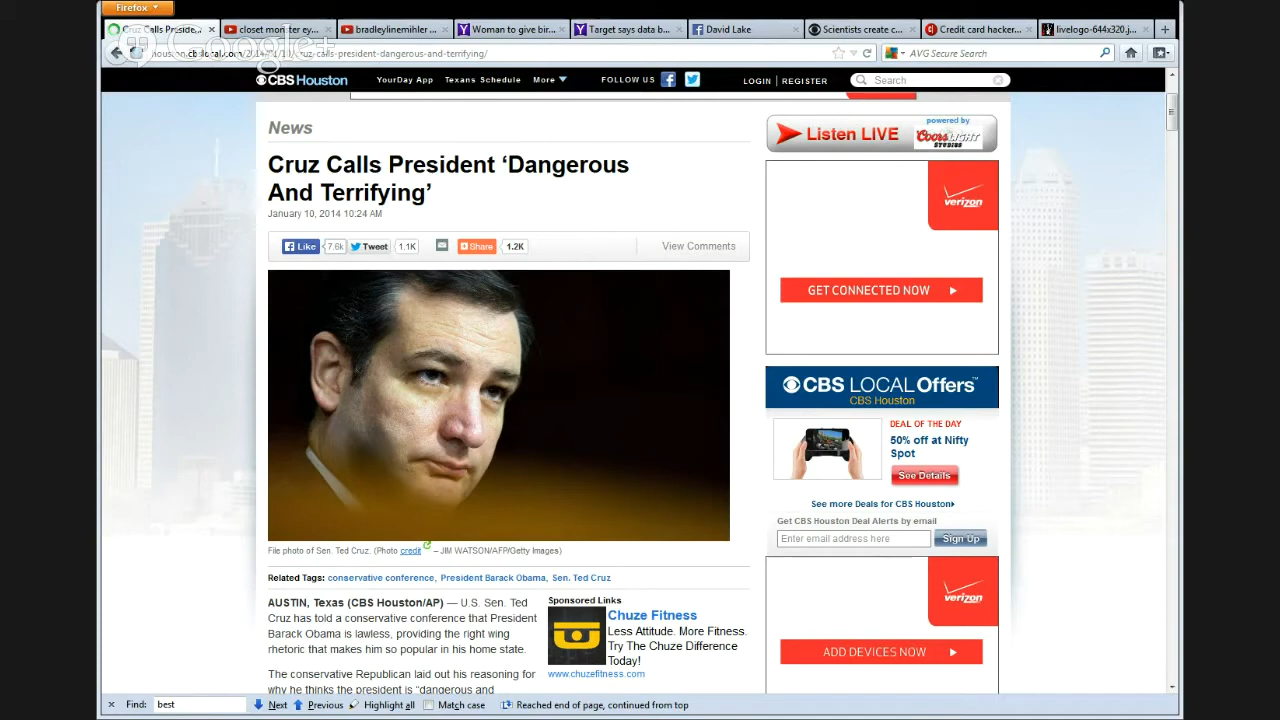 Firefox
Cruz Calls Preside...
closet monster ey...
bradleylinemihler ...
Woman to give bir...
Target says data b...
David Lake
Scientists create c...
Credit card hacker...
livelogo-644x320.j...
Google+
houston.cbslocal.com/2014/01/10/cruz-calls-president-dangerous-and-terrifying/
AVG Secure Search
CBS Houston
YourDay App
Texans Schedule
More
FOLLOW US
LOGIN | REGISTER
Search
News
Cruz Calls President ‘Dangerous
And Terrifying’
January 10, 2014 10:24 AM
Like
7.6k
Tweet
1.1K
Share
1.2K
View Comments
File photo of Sen. Ted Cruz. (Photo credit – JIM WATSON/AFP/Getty Images)
Related Tags: conservative conference, President Barack Obama, Sen. Ted Cruz
AUSTIN, Texas (CBS Houston/AP) — U.S. Sen. Ted
Cruz has told a conservative conference that President
Barack Obama is lawless, providing the right wing
rhetoric that makes him so popular in his home state.
The conservative Republican laid out his reasoning for
why he thinks the president is “dangerous and
Sponsored Links
Chuze Fitness
Less Attitude. More Fitness.
Try The Chuze Difference
Today!
www.chuzefitness.com
Listen LIVE
powered by
Coors LIGHT
STUDIOS
verizon
GET CONNECTED NOW
CBS LOCAL Offers™
CBS Houston
DEAL OF THE DAY
50% off at Nifty
Spot
See Details
See more Deals for CBS Houston
Get CBS Houston Deal Alerts by email
Enter email address here
Sign Up
verizon
ADD DEVICES NOW
Find:
best
Next
Previous
Highlight all
Match case
Reached end of page, continued from top